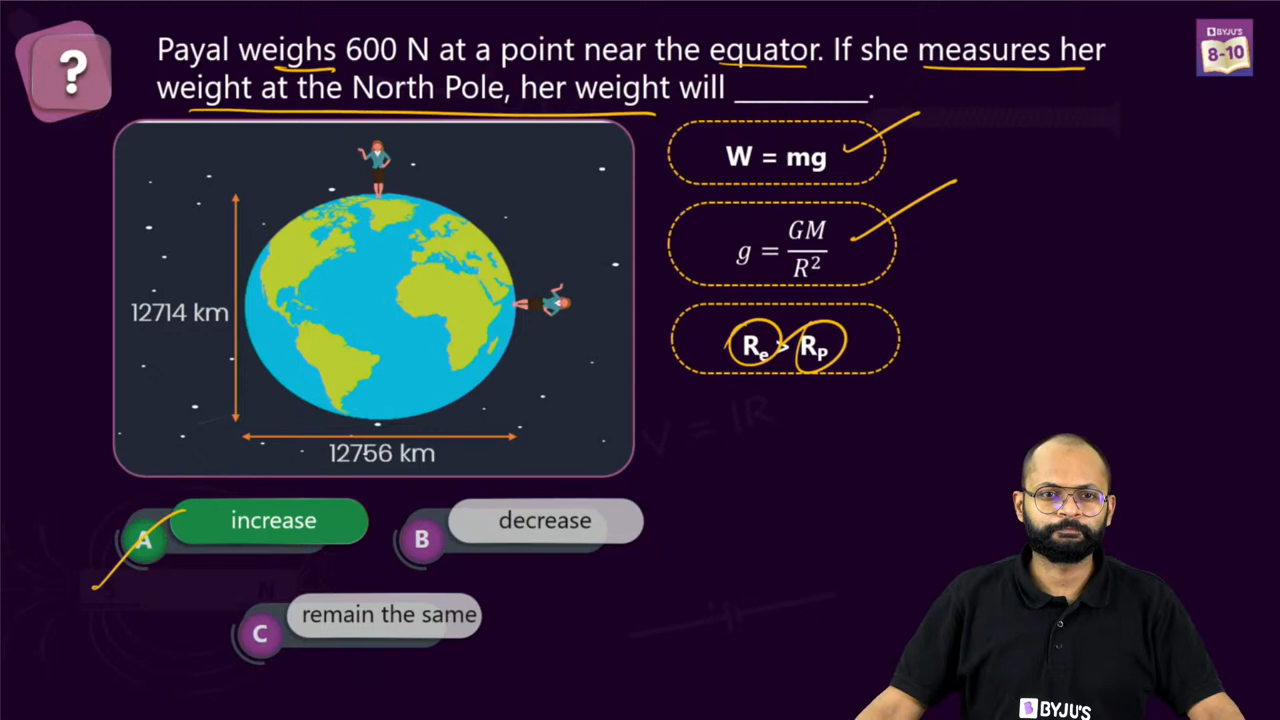 ?
Payal weighs 600 N at a point near the equator. If she measures her
weight at the North Pole, her weight will __________.
BYJU'S
8-10
W = mg
g = GM/R²
Rₑ > Rₚ
12714 km
12756 km
A increase
B decrease
C remain the same
V = IR
N
BYJU'S